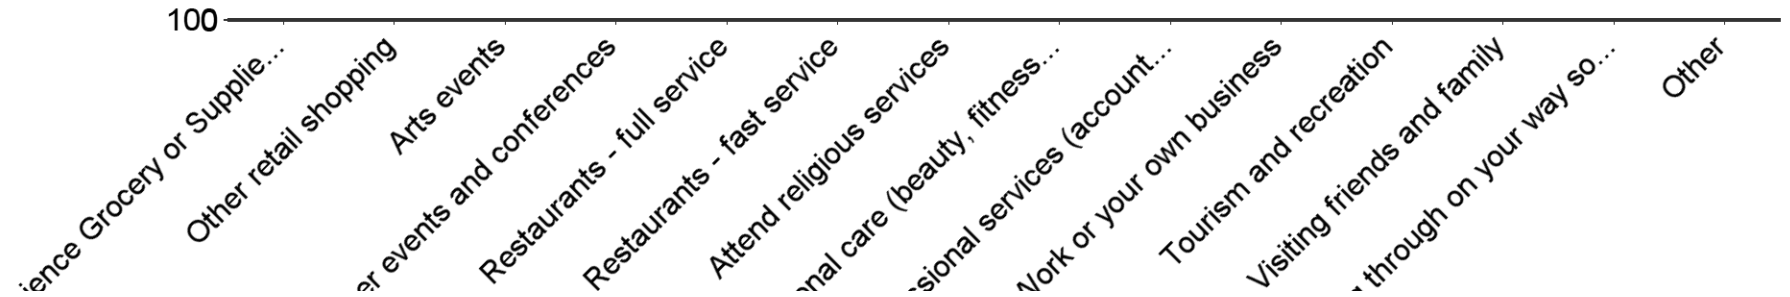 100
ience Grocery or Supplie...
Other retail shopping
Arts events
er events and conferences
Restaurants - full service
Restaurants - fast service
Attend religious services
onal care (beauty, fitness...
ssional services (account...
Work or your own business
Tourism and recreation
Visiting friends and family
through on your way so...
Other